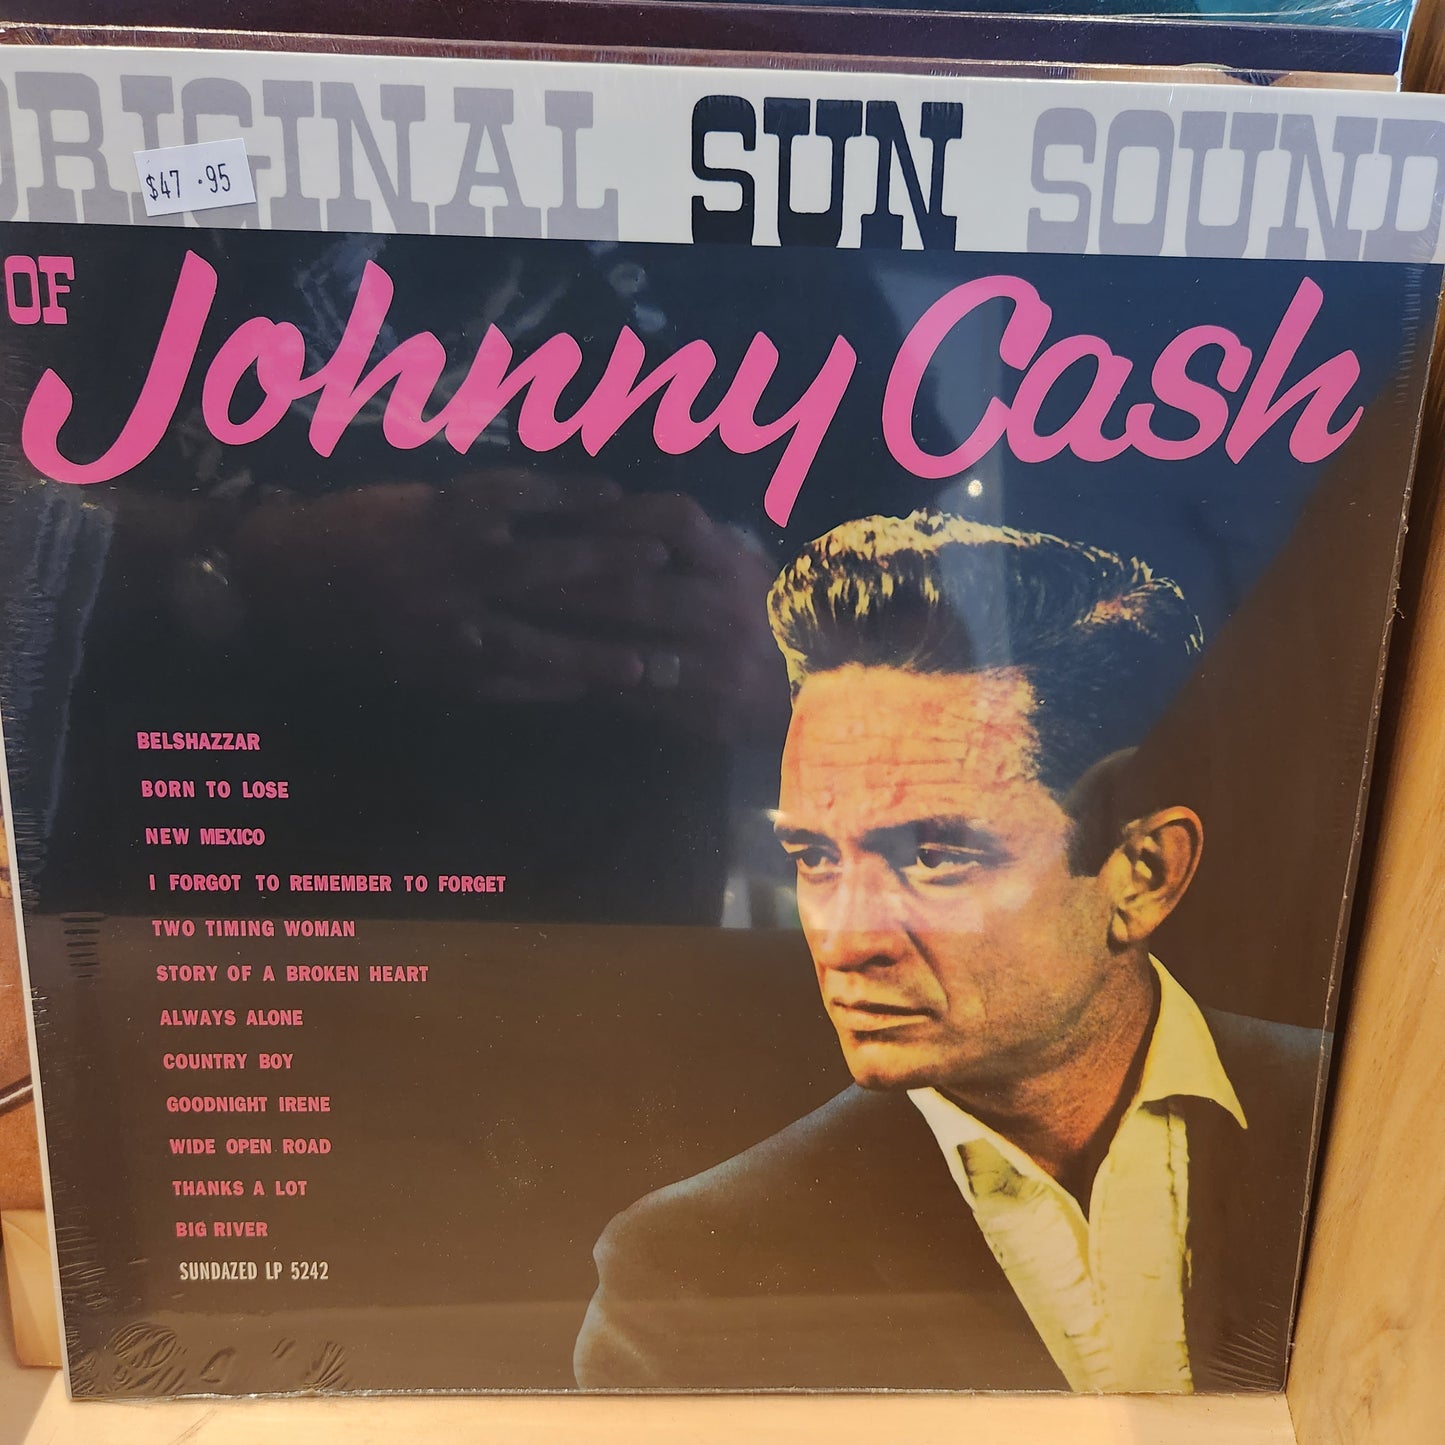 ORIGINAL SUN SOUND
$47.95
OF Johnny Cash
BELSHAZZAR
BORN TO LOSE
NEW MEXICO
I FORGOT TO REMEMBER TO FORGET
TWO TIMING WOMAN
STORY OF A BROKEN HEART
ALWAYS ALONE
COUNTRY BOY
GOODNIGHT IRENE
WIDE OPEN ROAD
THANKS A LOT
BIG RIVER
SUNDAZED LP 5242